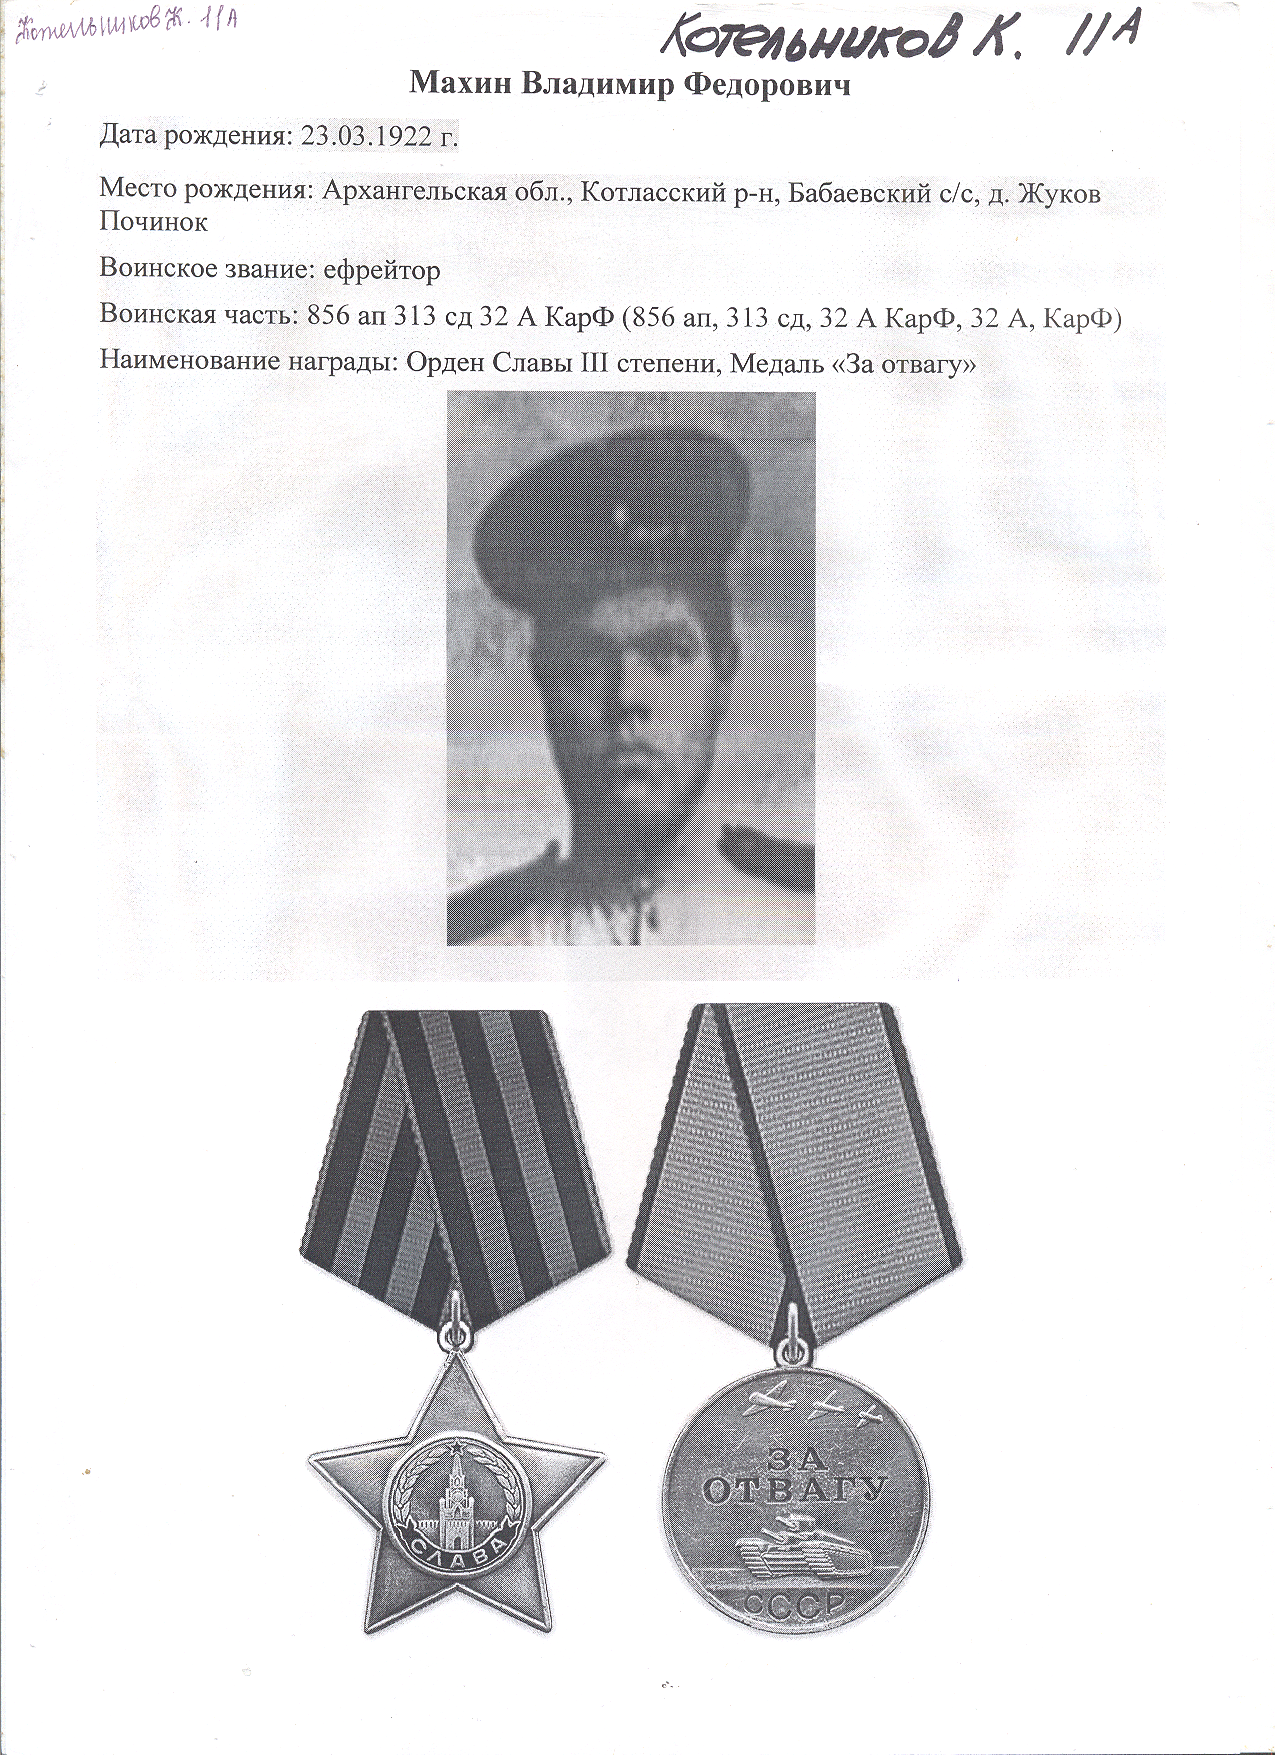 Котельников К. 11А
Котельников К. 11А
Махин Владимир Федорович
Дата рождения: 23.03.1922 г.
Место рождения: Архангельская обл., Котласский р-н, Бабаевский с/с, д. Жуков
Починок
Воинское звание: ефрейтор
Воинская часть: 856 ап 313 сд 32 А КарФ (856 ап, 313 сд, 32 А КарФ, 32 А, КарФ)
Наименование награды: Орден Славы III степени, Медаль «За отвагу»
СЛАВА
ЗА
ОТВАГУ
СССР